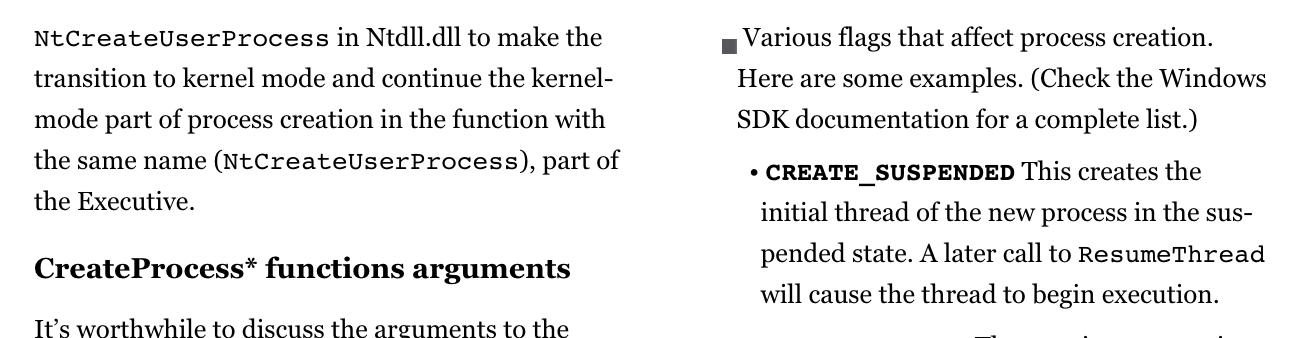 NtCreateUserProcess in Ntdll.dll to make the
transition to kernel mode and continue the kernel-
mode part of process creation in the function with
the same name (NtCreateUserProcess), part of
the Executive.
CreateProcess* functions arguments
It’s worthwhile to discuss the arguments to the
■ Various flags that affect process creation.
Here are some examples. (Check the Windows
SDK documentation for a complete list.)
• CREATE_SUSPENDED This creates the
initial thread of the new process in the sus-
pended state. A later call to ResumeThread
will cause the thread to begin execution.